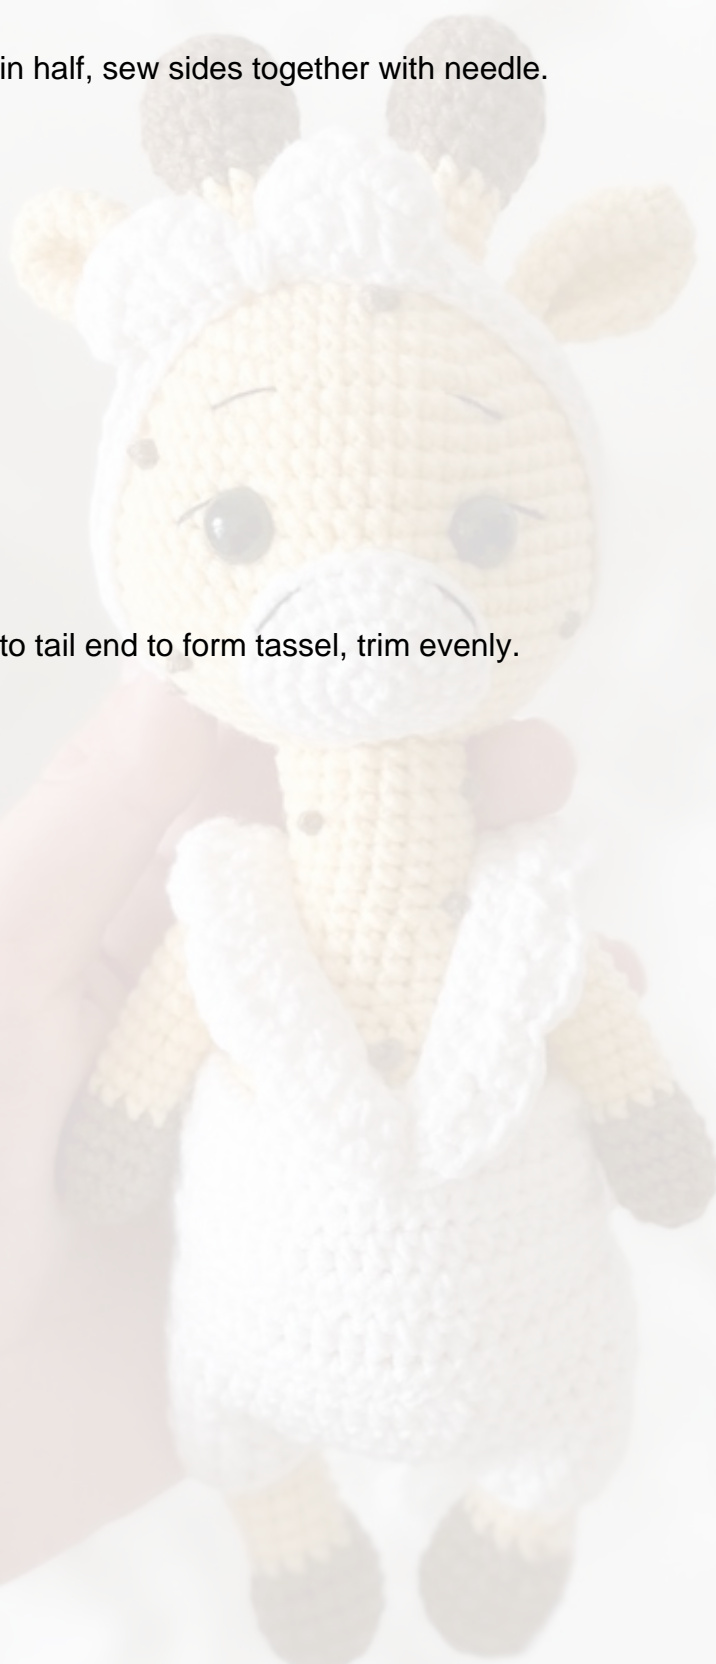 in half, sew sides together with needle.
to tail end to form tassel, trim evenly.